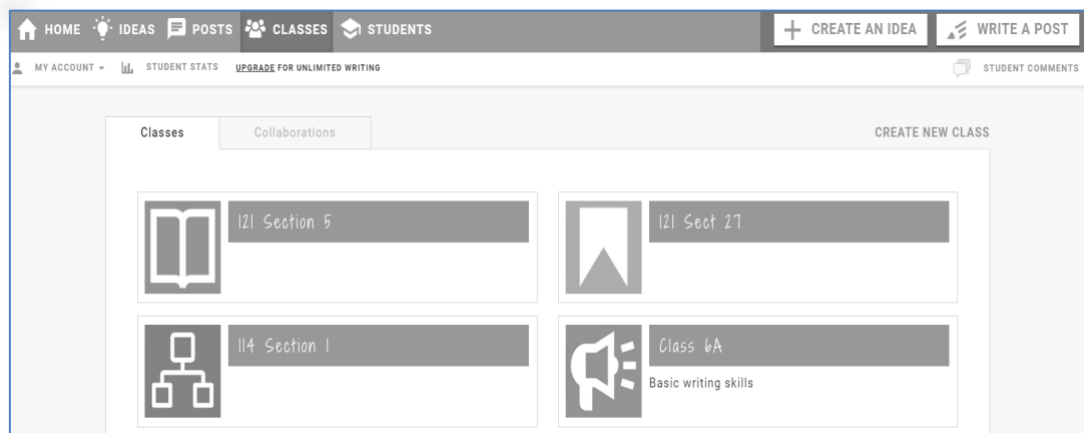 HOME IDEAS POSTS CLASSES STUDENTS CREATE AN IDEA WRITE A POST
MY ACCOUNT STUDENT STATS UPGRADE FOR UNLIMITED WRITING STUDENT COMMENTS
Classes Collaborations CREATE NEW CLASS
121 Section 5
121 Sect 27
114 Section 1
Class 6A
Basic writing skills